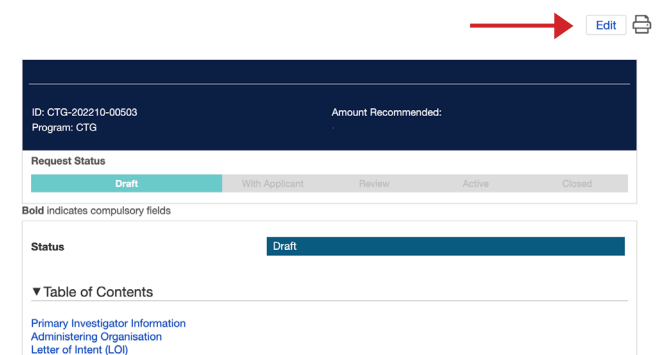 Edit
ID: CTG-202210-00503
Amount Recommended:
Program: CTG
Request Status
Draft
With Applicant
Review
Active
Closed
Bold indicates compulsory fields
Status
Draft
▼Table of Contents
Primary Investigator Information
Administering Organisation
Letter of Intent (LOI)